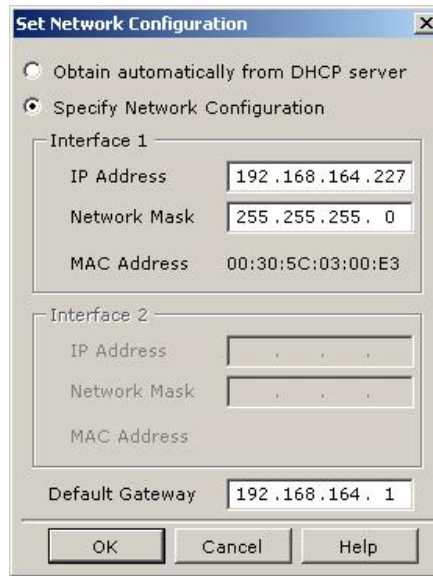 Set Network Configuration
Obtain automatically from DHCP server
Specify Network Configuration
Interface 1
IP Address 192.168.164.227
Network Mask 255.255.255. 0
MAC Address 00:30:5C:03:00:E3
Interface 2
IP Address . . .
Network Mask . . .
MAC Address
Default Gateway 192.168.164. 1
OK Cancel Help